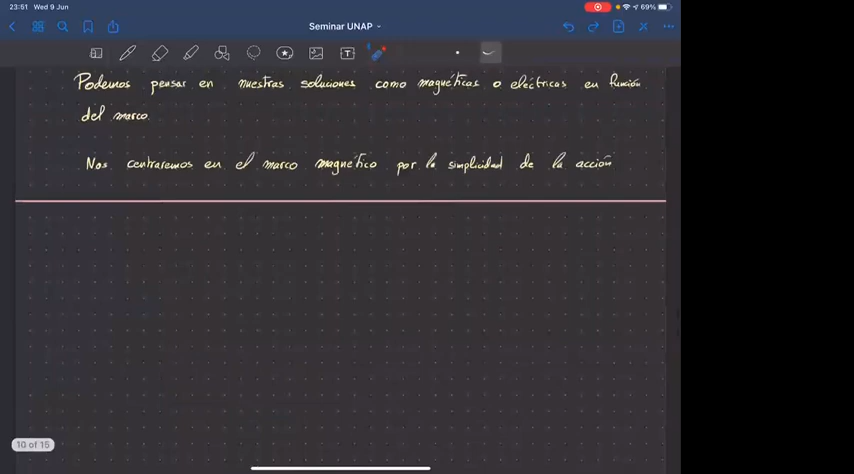 23:51 Wed 9 Jun
69%
Seminar UNAP
T
Podemos pensar en nuestras soluciones como magnéticas o eléctricas en función
del marco.
Nos centraremos en el marco magnético por la simplicidad de la acción
10 of 15